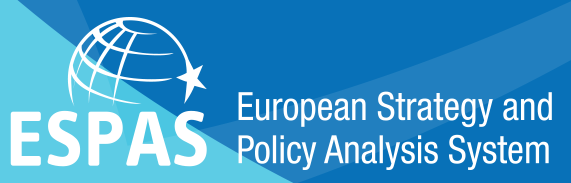 ESPAS
European Strategy and
Policy Analysis System